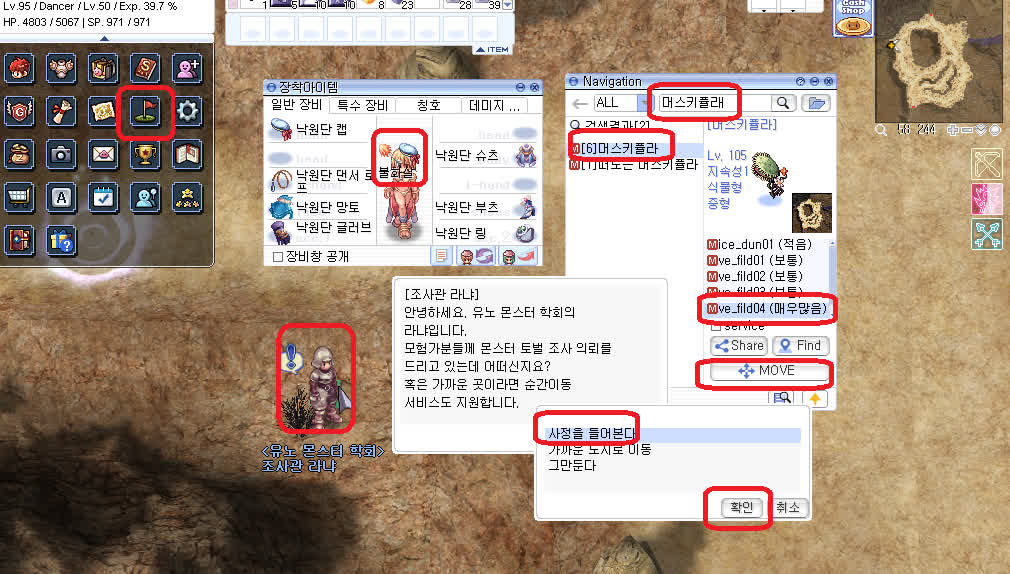 Lv.95 / Dancer / Lv.50 / Exp. 39.7 %
HP. 4803 / 5067 | SP. 971 / 971
8
23
28
39
ITEM
Cash Shop
58 244
장착아이템
일반 장비
특수 장비
칭호
데미지 ...
낙원단 캡
불화살
낙원단 슈츠
낙원단 먼서 로프
낙원단 망토
낙원단 부츠
낙원단 글러브
낙원단 링
장비창 공개
Navigation
ALL
머스키퓰라
검색결과[2]
[6]머스키퓰라
[1]떠도는 머스키퓰라
[머스키퓰라]
Lv. 105
지속성1
식물형
중형
ice_dun01 (적음)
ve_fild01 (보통)
ve_fild02 (보통)
ve_fild03 (보통)
ve_fild04 (매우많음)
service
Share
Find
MOVE
[조사관 라냐]
안녕하세요. 유노 몬스터 학회의
라냐입니다.
모험가분들께 몬스터 토벌 조사 의뢰를
드리고 있는데 어떠신지요?
혹은 가까운 곳이라면 순간이동
서비스도 지원합니다.
사정을 들어본다
가까운 도시로 이동
그만둔다
확인
취소
<유노 몬스터 학회>
조사관 라냐